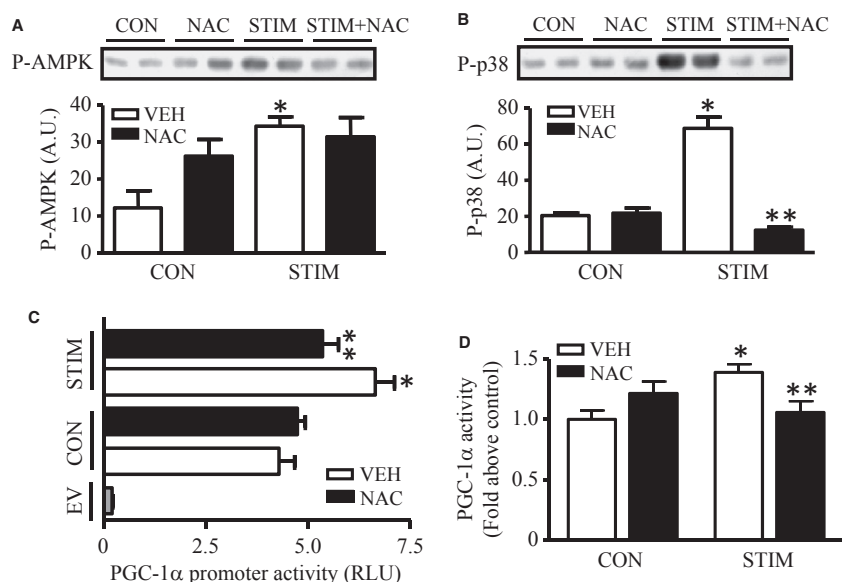 A
CON NAC STIM STIM+NAC
P-AMPK
40
30
20
10
0
P-AMPK (A.U.)
VEH
NAC
*
CON STIM
B
CON NAC STIM STIM+NAC
P-p38
80
60
40
20
0
P-p38 (A.U.)
VEH
NAC
*
**
CON STIM
C
STIM
CON
EV
**
*
VEH
NAC
0 2.5 5.0 7.5
PGC-1α promoter activity (RLU)
D
VEH
NAC
1.5
1.0
0.5
0
PGC-1α activity
(Fold above control)
*
**
CON STIM